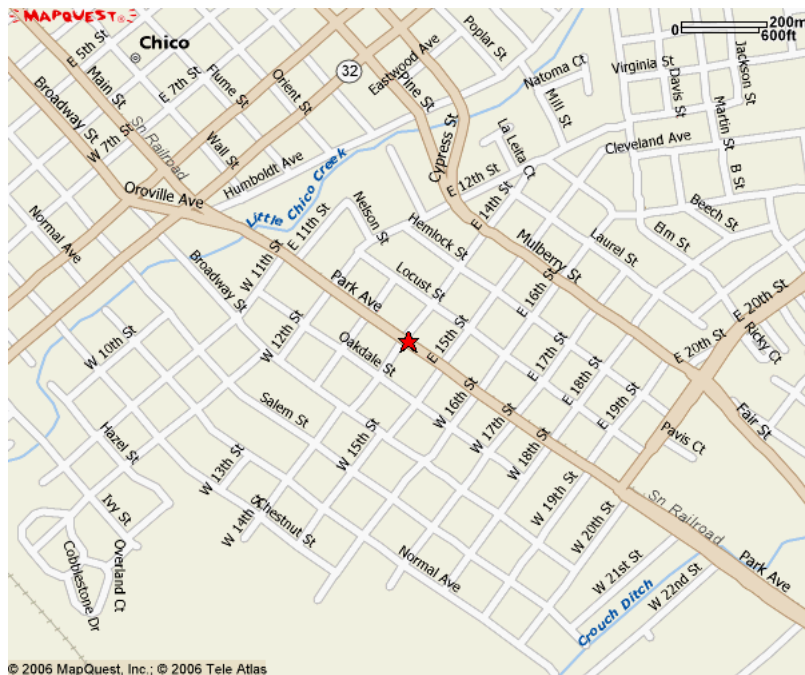 MAPQUEST
0 200m
600ft
Chico
E 5th St
Main St
Broadway St
E 7th St
Flume St
Orient St
32
Eastwood Ave
Pine St
Poplar St
Natoma Ct
Mill St
Virginia St
Davis St
Jackson St
Martin St
B St
Cleveland Ave
La Leita Ct
Cypress St
W 7th St
Sn Railroad
Wall St
Humboldt Ave
Oroville Ave
Little Chico Creek
E 12th St
E 14th St
Beech St
Elm St
Laurel St
Mulberry St
Hemlock St
Nelson St
E 11th St
W 11th St
Normal Ave
Broadway St
Locust St
Park Ave
E 16th St
E 20th St
Ricky Ct
E 20th St
W 10th St
W 12th St
Oakdale St
E 15th St
E 17th St
E 18th St
E 19th St
Fair St
Pavis Ct
Salem St
W 16th St
W 17th St
W 18th St
Hazel St
W 13th St
W 15th St
W 19th St
Sn Railroad
W 20th St
Ivy St
W 14th S
Chestnut St
Overland Ct
Cobblestone Dr
Normal Ave
Park Ave
W 21st St
W 22nd St
Crouch Ditch
© 2006 MapQuest, Inc.; © 2006 Tele Atlas